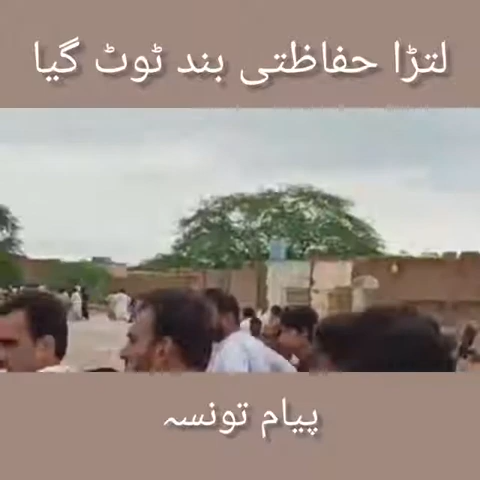 لتڑا حفاظتی بند ٹوٹ گیا
پیام تونسہ